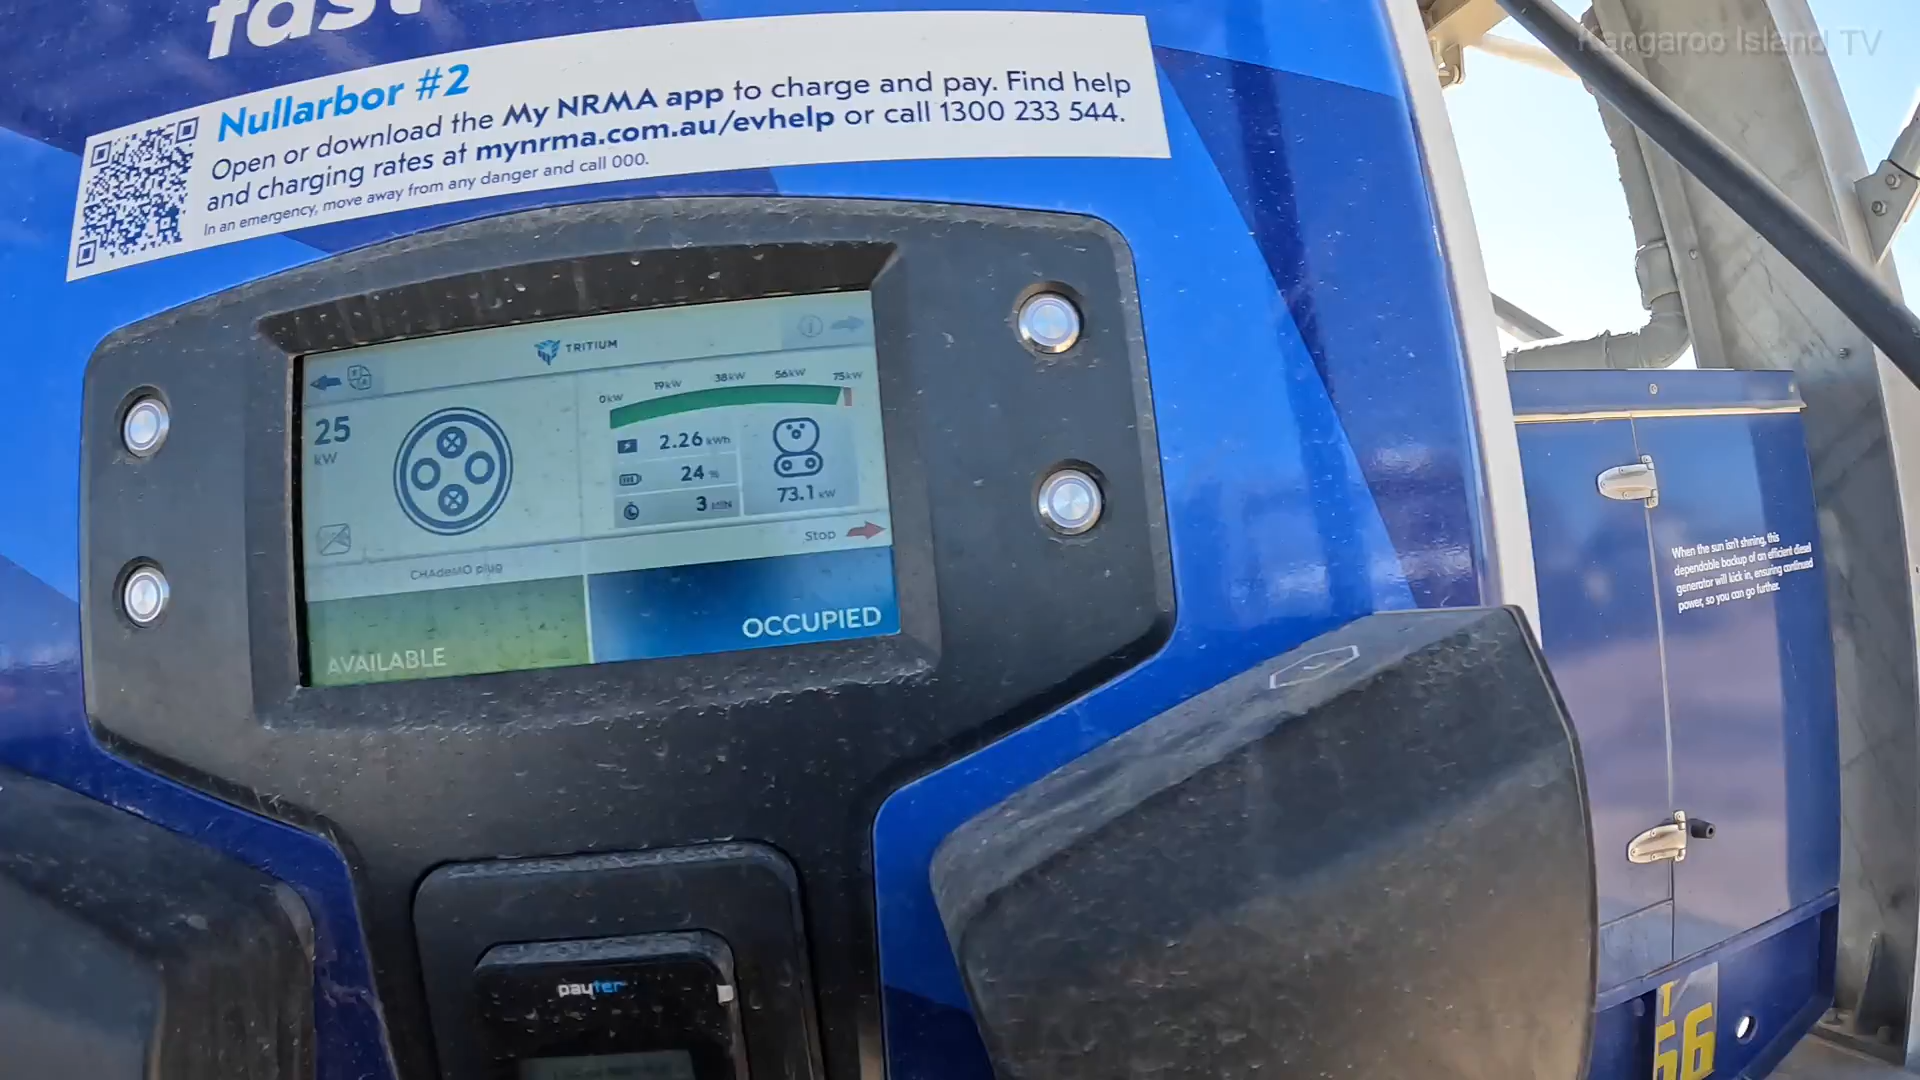 fast
Kangaroo Island TV
Nullarbor #2
Open or download the My NRMA app to charge and pay. Find help
and charging rates at mynrma.com.au/evhelp or call 1300 233 544.
In an emergency, move away from any danger and call 000.
TRITIUM
25
kW
0kW 19kW 38kW 56kW 75kW
2.26 kWh
24 %
3 MIN
73.1 kW
Stop
CHAdeMO plug
AVAILABLE
OCCUPIED
When the sun isn't shining, this
dependable backup of an efficient diesel
generator will kick in, ensuring continued
power, so you can go further.
payter
T
56